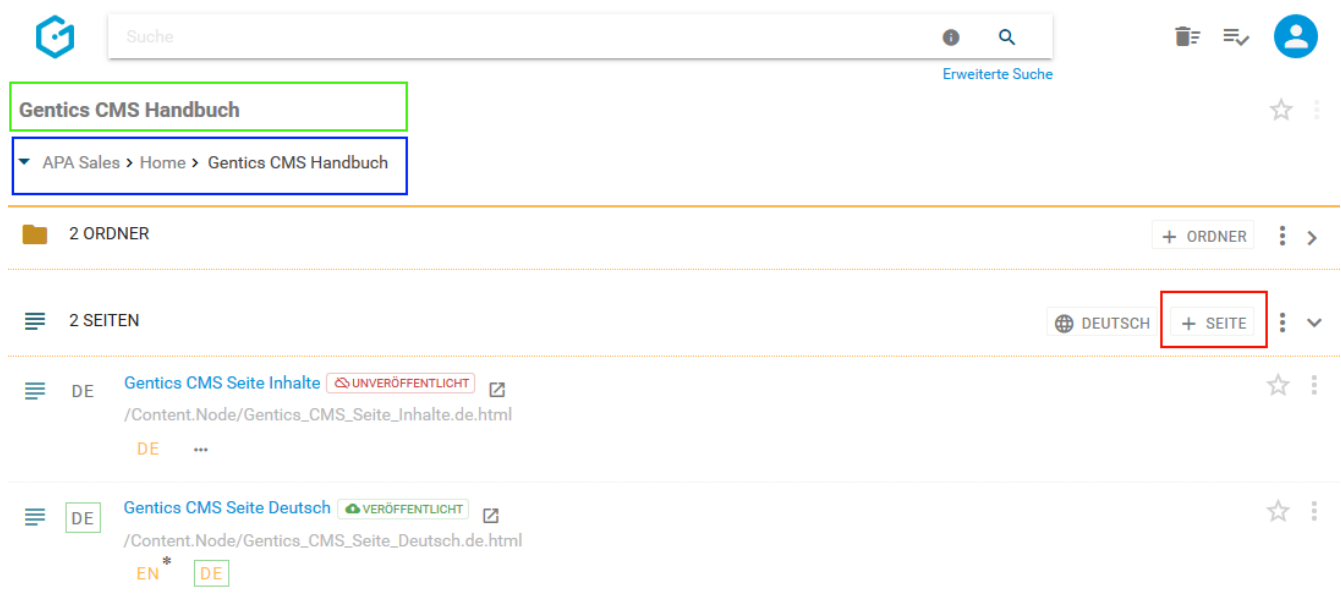 Suche
Erweiterte Suche
Gentics CMS Handbuch
APA Sales > Home > Gentics CMS Handbuch
2 ORDNER + ORDNER
2 SEITEN DEUTSCH + SEITE
DE Gentics CMS Seite Inhalte UNVERÖFFENTLICHT
/Content.Node/Gentics_CMS_Seite_Inhalte.de.html
DE ...
DE Gentics CMS Seite Deutsch VERÖFFENTLICHT
/Content.Node/Gentics_CMS_Seite_Deutsch.de.html
EN* DE